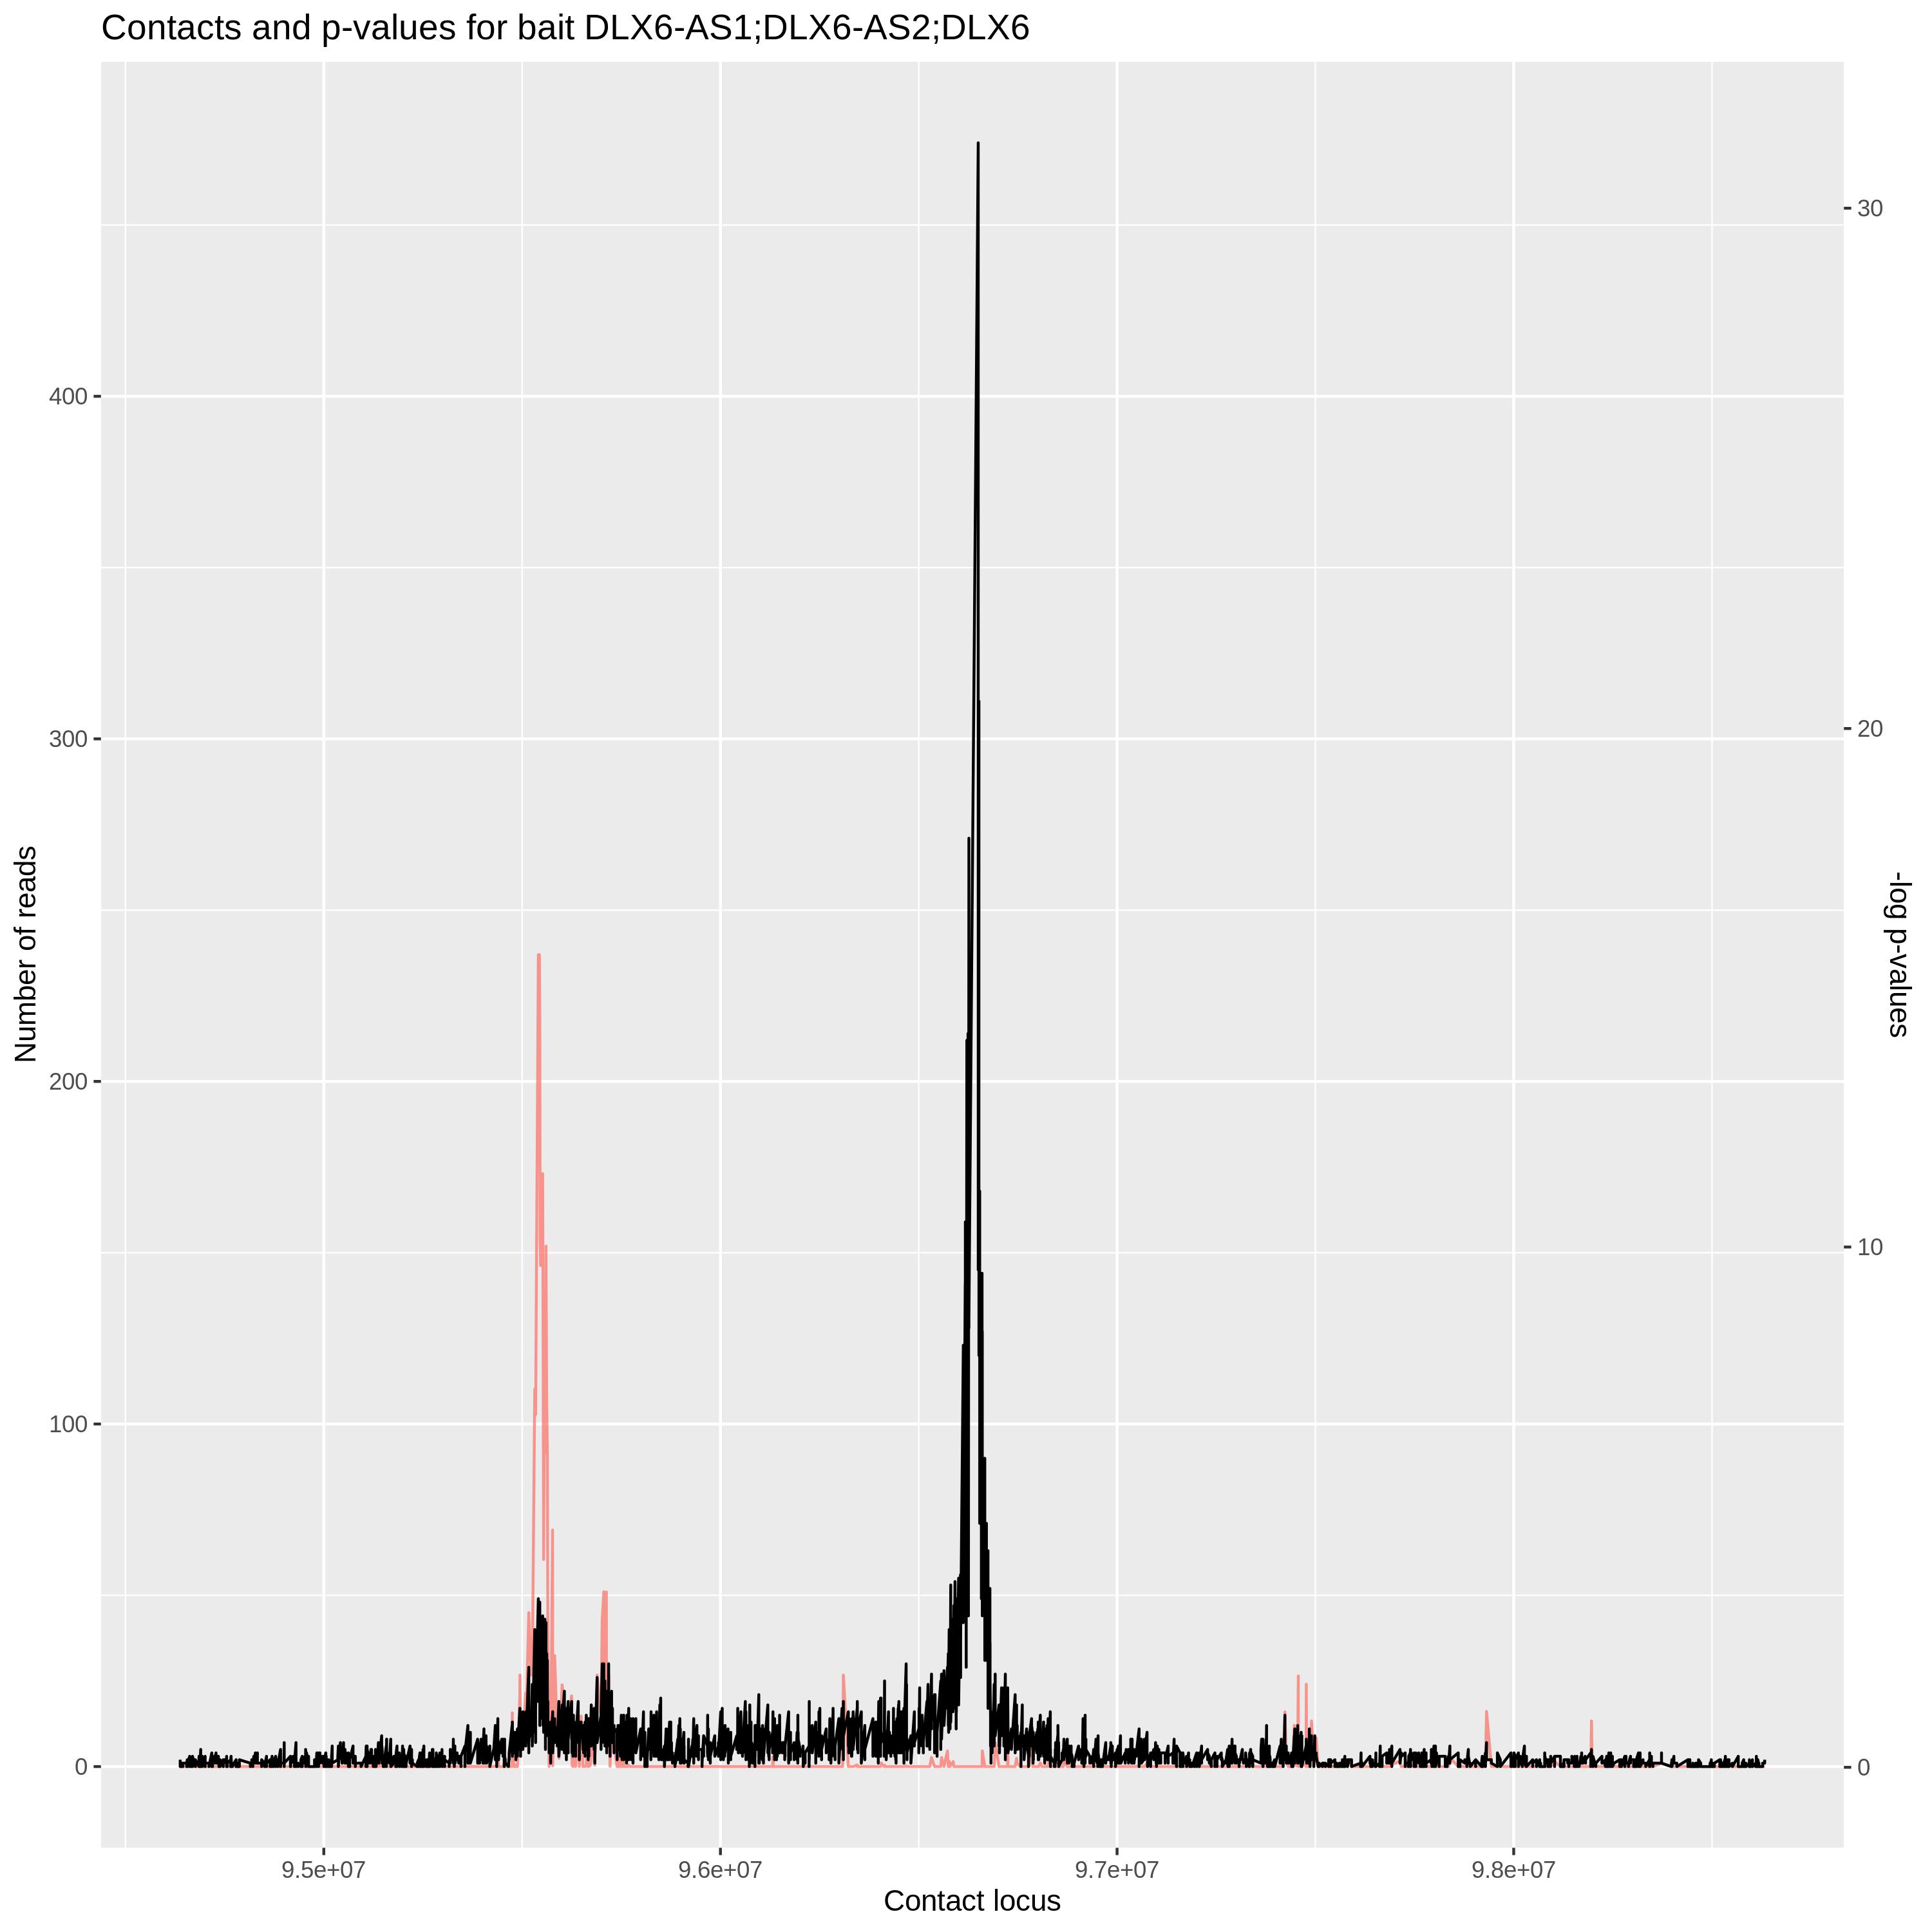 Contacts and p-values for bait DLX6-AS1;DLX6-AS2;DLX6
Number of reads
400
300
200
100
0
30
20
10
0
-log p-values
9.5e+07 9.6e+07 9.7e+07 9.8e+07
Contact locus